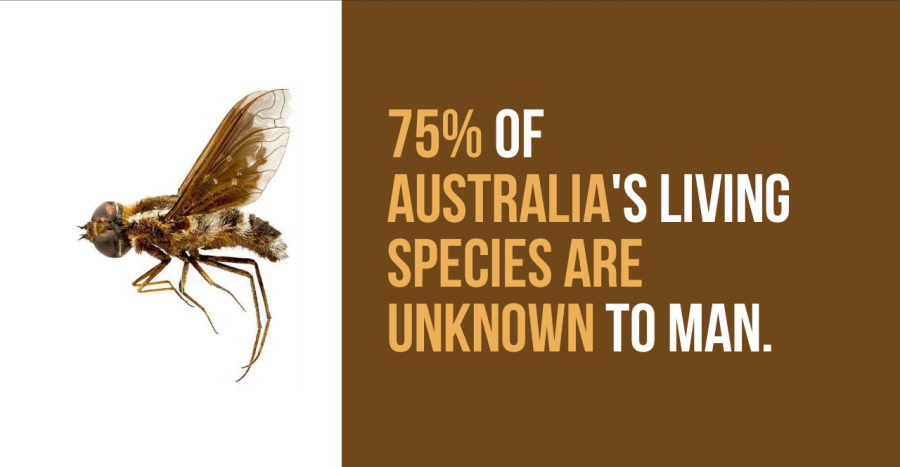 75% OF
AUSTRALIA'S LIVING
SPECIES ARE
UNKNOWN TO MAN.